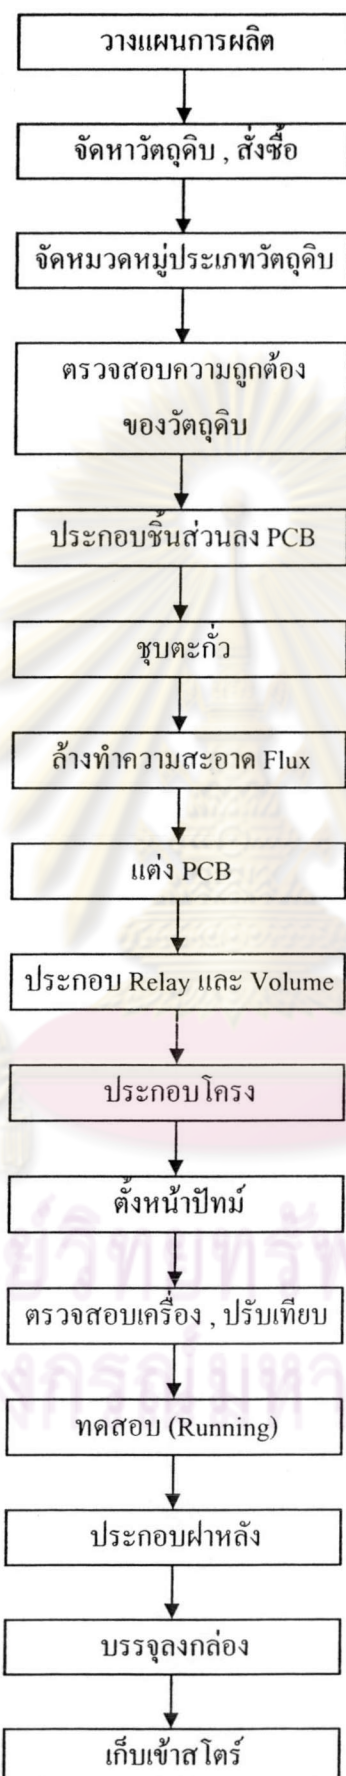 วางแผนการผลิต
จัดหาวัตถุดิบ , สั่งซื้อ
จัดหมวดหมู่ประเภทวัตถุดิบ
ตรวจสอบความถูกต้อง
ของวัตถุดิบ
ประกอบชิ้นส่วนลง PCB
ชุบตะกั่ว
ล้างทำความสะอาด Flux
แต่ง PCB
ประกอบ Relay และ Volume
ประกอบโครง
ตั้งหน้าปัทม์
ตรวจสอบเครื่อง , ปรับเทียบ
ทดสอบ (Running)
ประกอบฝาหลัง
บรรจุลงกล่อง
เก็บเข้าสโตร์